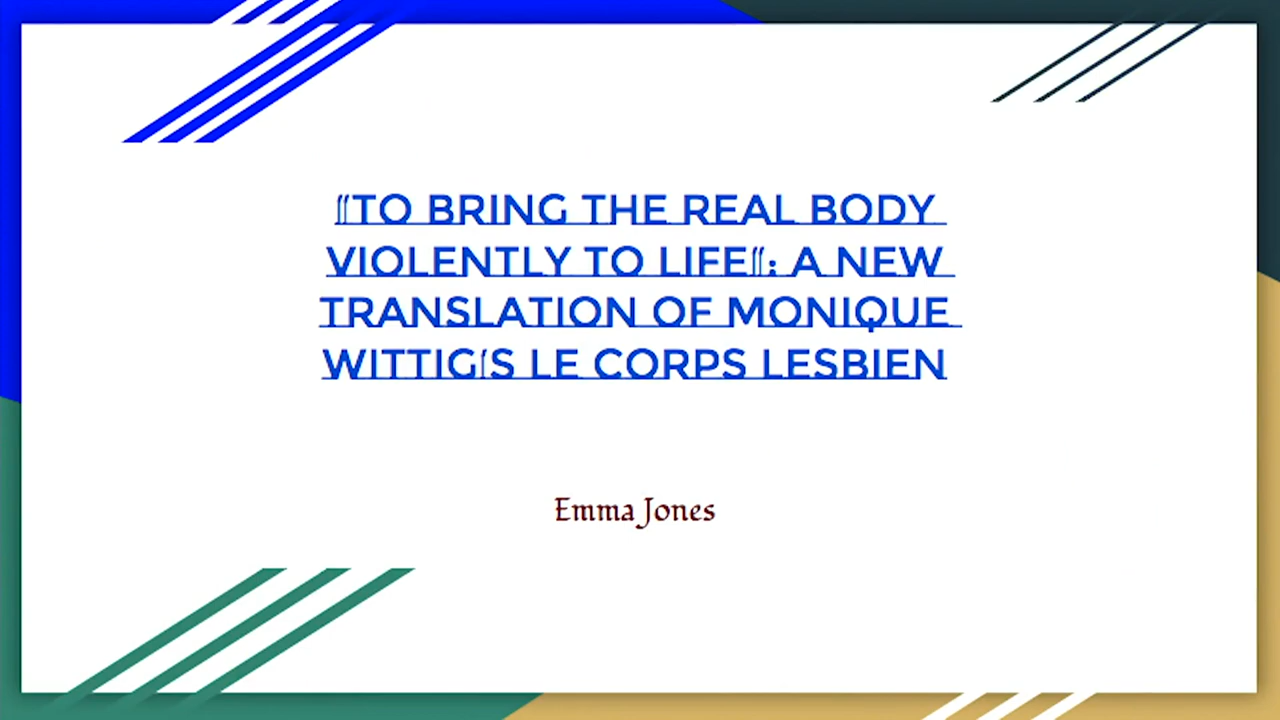 "TO BRING THE REAL BODY
VIOLENTLY TO LIFE": A NEW
TRANSLATION OF MONIQUE
WITTIG'S LE CORPS LESBIEN
Emma Jones